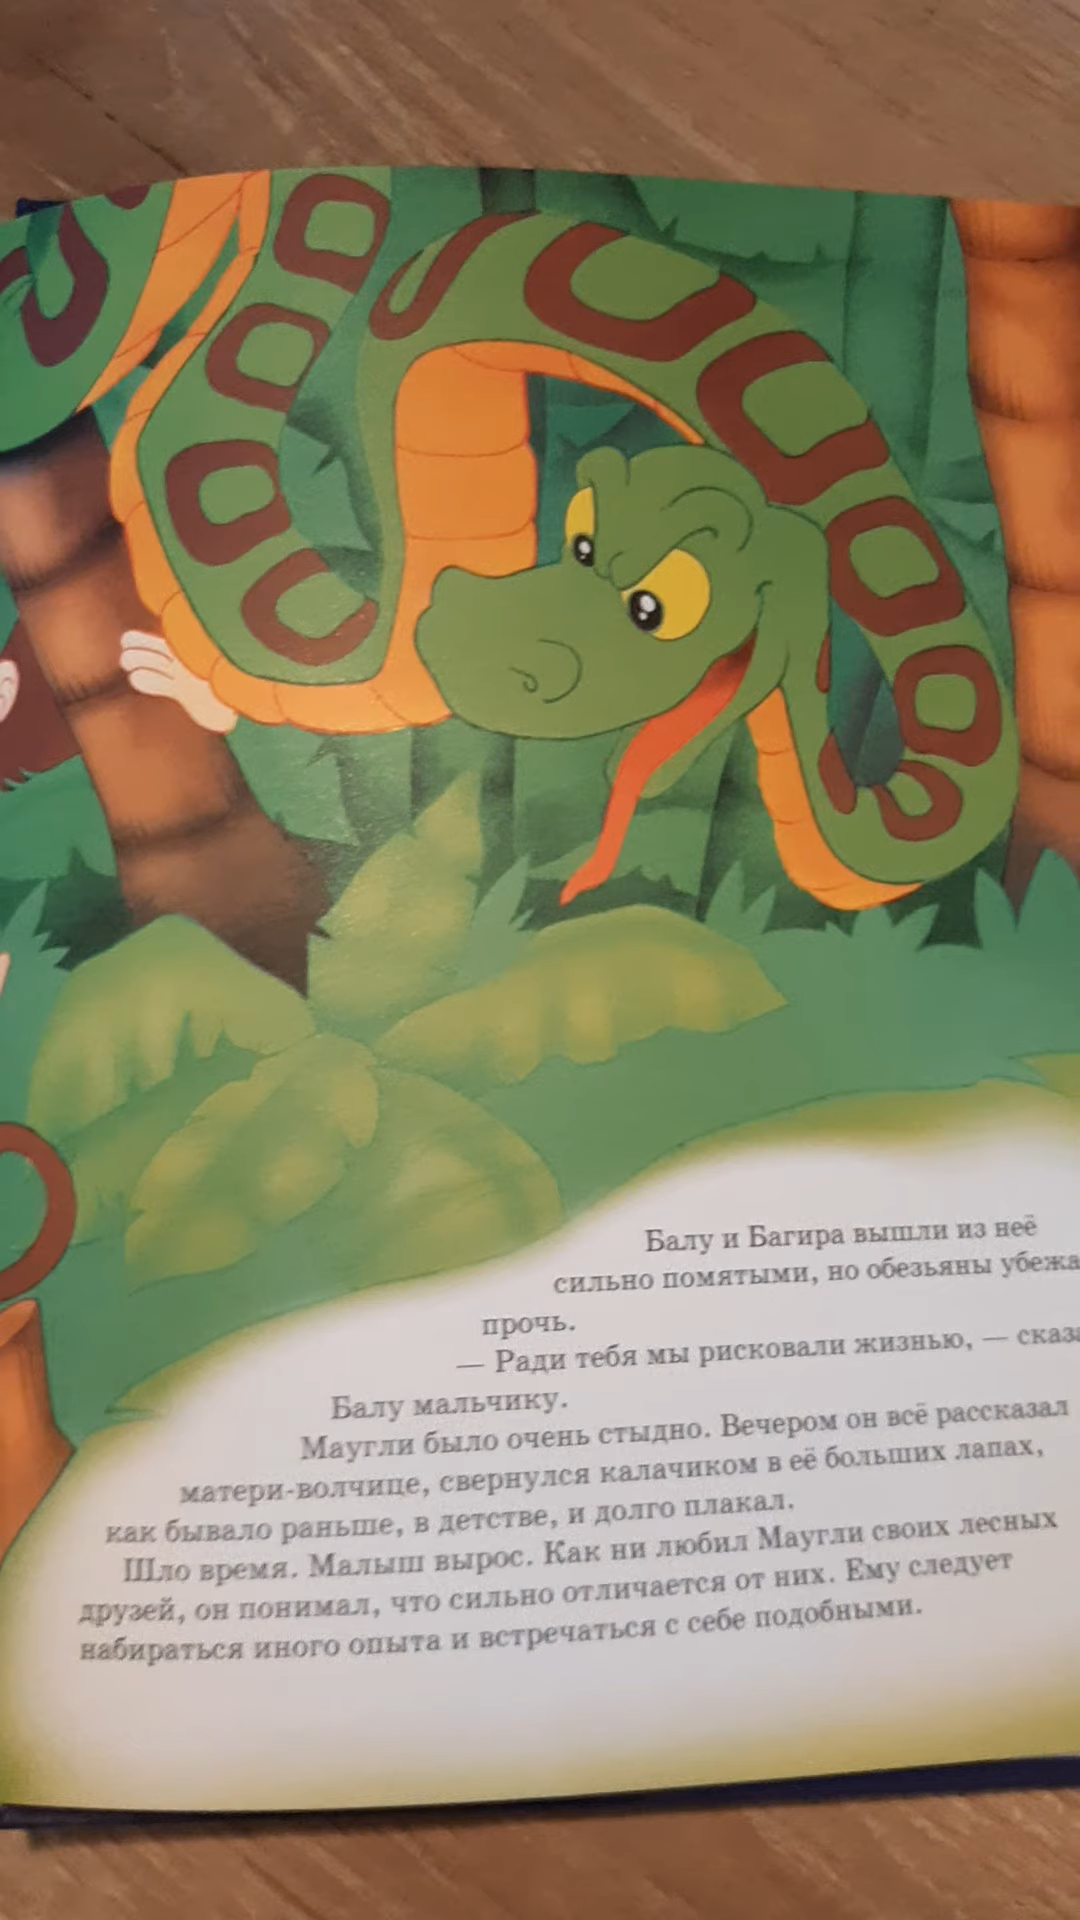 Балу и Багира вышли из неё
сильно помятыми, но обезьяны
прочь.
— Ради тебя мы рисковали жизнью, —
Балу мальчику.
Маугли было очень стыдно. Вечером он всё рассказал
матери-волчице, свернулся калачиком в её больших лапах,
как бывало раньше, в детстве, и долго плакал.
Шло время. Малыш вырос. Как ни любил Маугли своих лесных
друзей, он понимал, что сильно отличается от них. Ему следует
набираться иного опыта и встречаться с себе подобными.